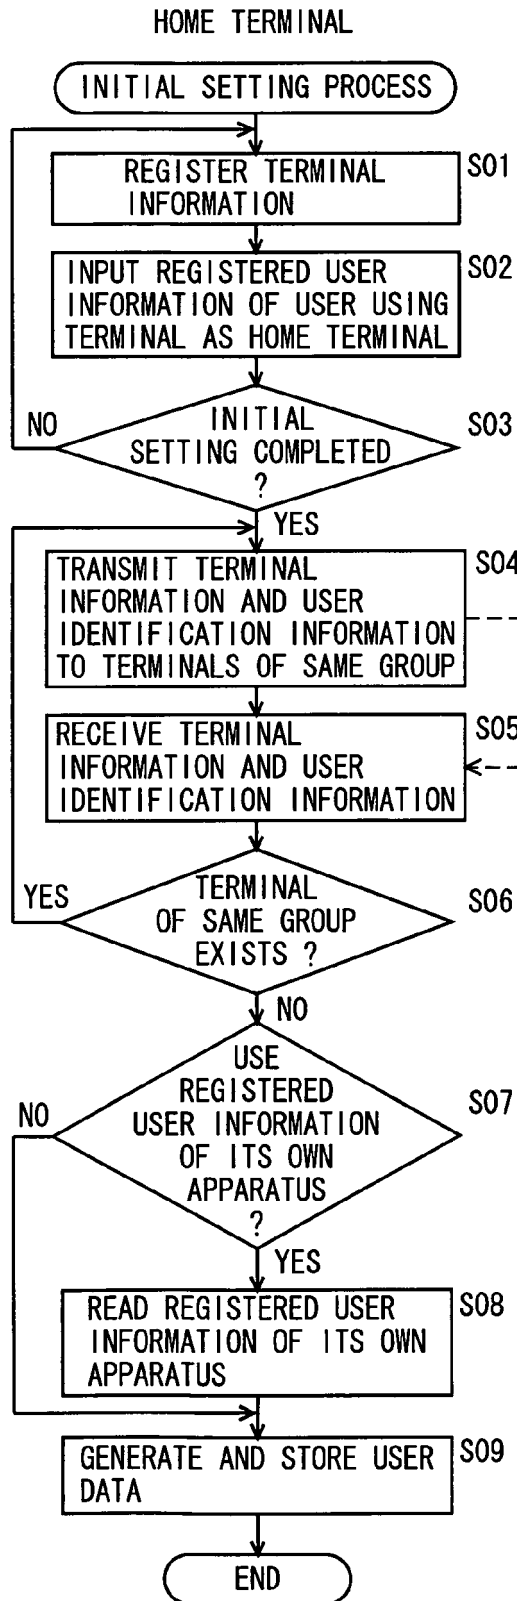 HOME TERMINAL
INITIAL SETTING PROCESS
REGISTER TERMINAL
INFORMATION
S01
INPUT REGISTERED USER
INFORMATION OF USER USING
TERMINAL AS HOME TERMINAL
S02
INITIAL
SETTING COMPLETED
?
S03
NO
YES
TRANSMIT TERMINAL
INFORMATION AND USER
IDENTIFICATION INFORMATION
TO TERMINALS OF SAME GROUP
S04
RECEIVE TERMINAL
INFORMATION AND USER
IDENTIFICATION INFORMATION
S05
TERMINAL
OF SAME GROUP
EXISTS ?
S06
YES
NO
USE
REGISTERED
USER INFORMATION
OF ITS OWN
APPARATUS
?
S07
NO
YES
READ REGISTERED USER
INFORMATION OF ITS OWN
APPARATUS
S08
GENERATE AND STORE USER
DATA
S09
END